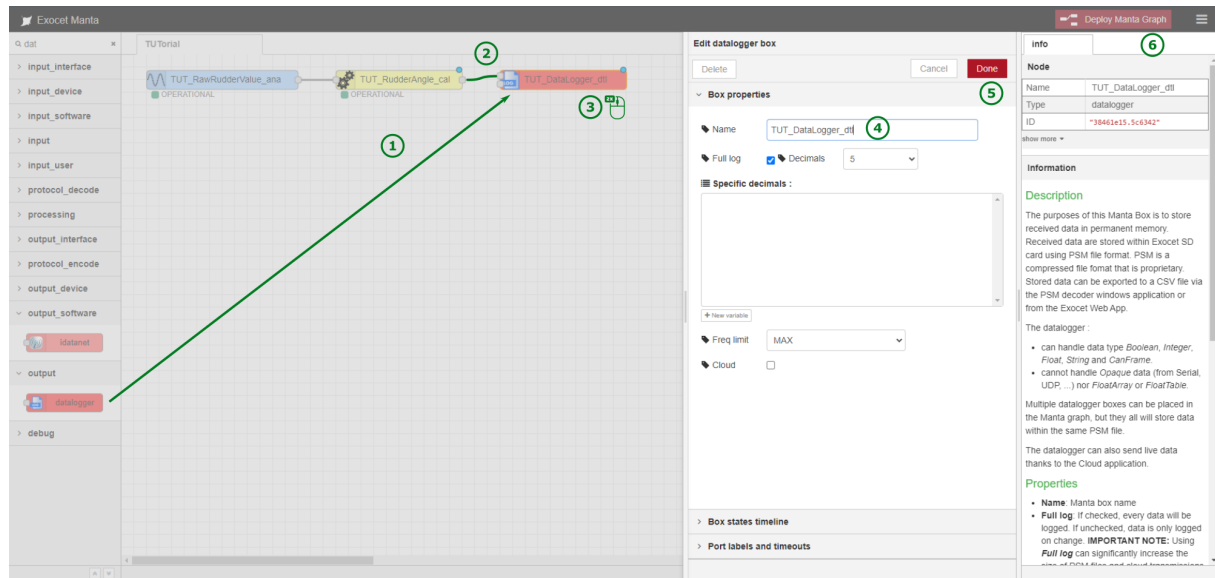 Exocet Manta
Deploy Manta Graph
dat
input_interface
input_device
input_software
input
input_user
protocol_decode
processing
output_interface
protocol_encode
output_device
output_software
idatanet
output
datalogger
debug
TUTorial
TUT_RawRudderValue_ana
OPERATIONAL
TUT_RudderAngle_cal
OPERATIONAL
TUT_DataLogger_dtl
1
2
3
2x
Edit datalogger box
Delete
Cancel
Done
5
Box properties
Name
TUT_DataLogger_dtl
4
Full log
Decimals
5
Specific decimals :
+ New variable
Freq limit
MAX
Cloud
Box states timeline
Port labels and timeouts
info
6
Node
Name TUT_DataLogger_dtl
Type datalogger
ID "38461e15.5c6342"
show more
Information
Description
The purposes of this Manta Box is to store
received data in permanent memory.
Received data are stored within Exocet SD
card using PSM file format. PSM is a
compressed file fomat that is proprietary.
Stored data can be exported to a CSV file via
the PSM decoder windows application or
from the Exocet Web App.
The datalogger :
• can handle data type Boolean, Integer,
Float, String and CanFrame.
• cannot handle Opaque data (from Serial,
UDP, ...) nor FloatArray or FloatTable.
Multiple datalogger boxes can be placed in
the Manta graph, but they all will store data
within the same PSM file.
The datalogger can also send live data
thanks to the Cloud application.
Properties
• Name: Manta box name
• Full log: If checked, every data will be
logged. If unchecked, data is only logged
on change. IMPORTANT NOTE: Using
Full log can significantly increase the
size of PSM files and cloud transmissions